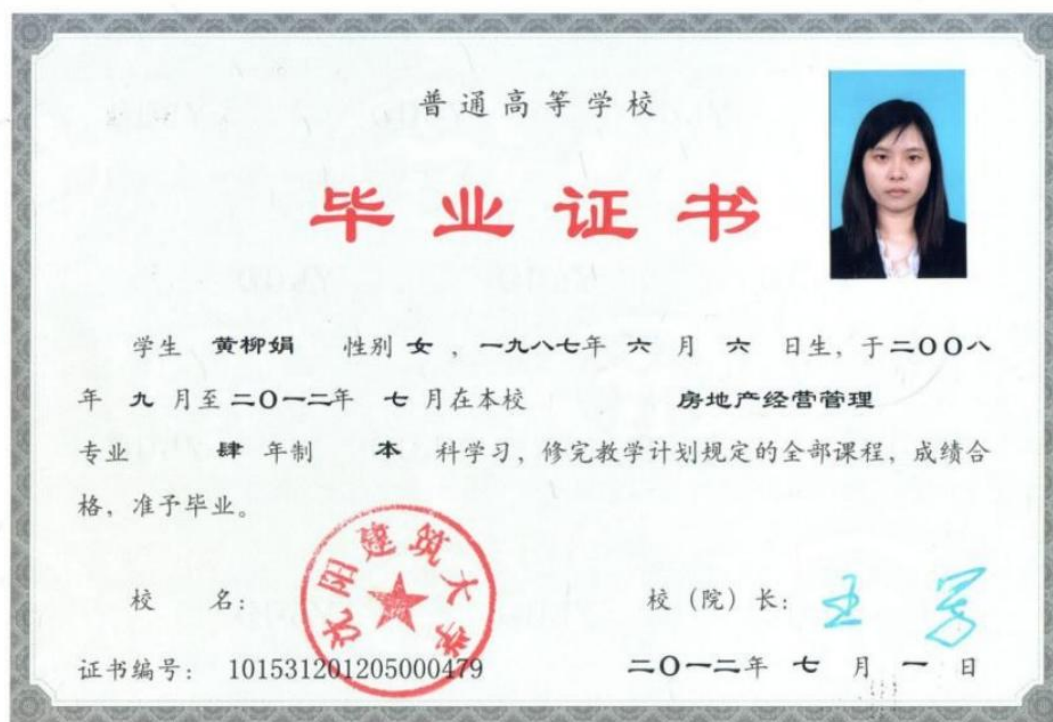 普通高等学校
毕业证书
学生 黄柳娟 性别 女 ，一九八七年 六 月 六 日生，于二〇〇八
年 九 月至 二〇一二年 七 月在本校 房地产经营管理
专业 肆 年制 本 科学习，修完教学计划规定的全部课程，成绩合
格，准予毕业。
沈阳建筑大学
校 名： 校（院）长：
证书编号： 101531201205000479 二〇一二年 七 月 一 日